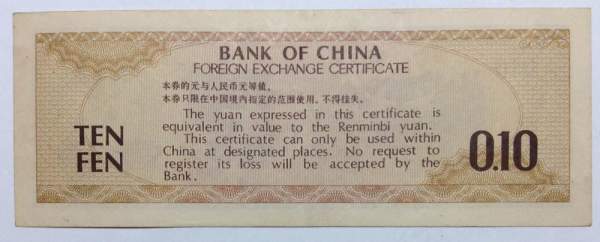 BANK OF CHINA
FOREIGN EXCHANGE CERTIFICATE
本券的元与人民币元等值。
本券只限在中国境内指定的范围使用，不得挂失。
The yuan expressed in this certificate is
equivalent in value to the Renminbi yuan.
This certificate can only be used within
China at designated places. No request to
register its loss will be accepted by the
Bank.
TEN
FEN
0.10